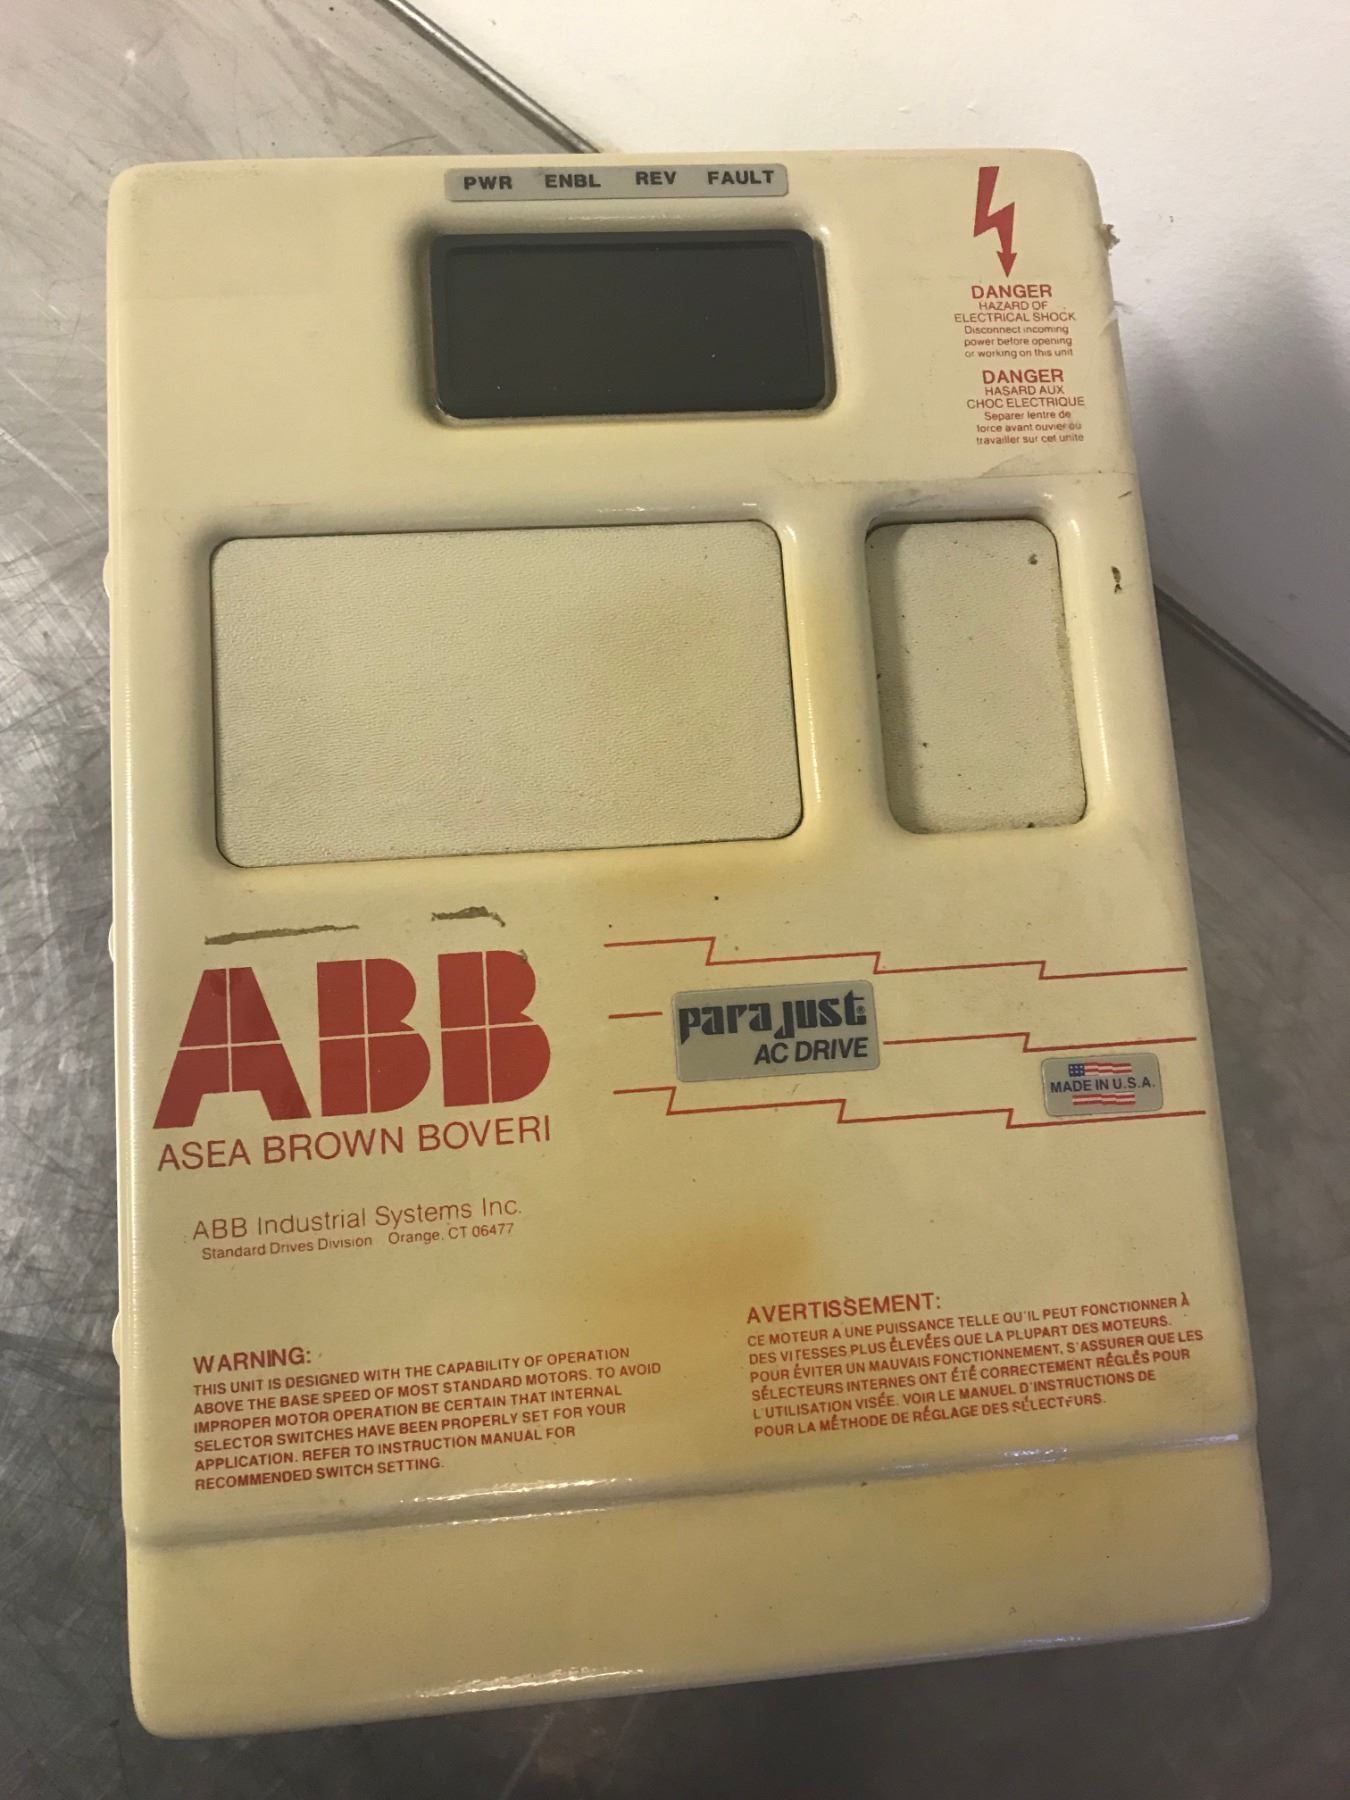 PWR ENBL REV FAULT
DANGER
HAZARD OF
ELECTRICAL SHOCK
Disconnect incoming
power before opening
or working on this unit
DANGER
HASARD AUX
CHOC ELECTRIQUE
Separer lentre de
force avant ouvier ou
travailler sur cet unite
ABB
ASEA BROWN BOVERI
parajust®
AC DRIVE
MADE IN U.S.A.
ABB Industrial Systems Inc.
Standard Drives Division Orange, CT 06477
WARNING:
THIS UNIT IS DESIGNED WITH THE CAPABILITY OF OPERATION
ABOVE THE BASE SPEED OF MOST STANDARD MOTORS. TO AVOID
IMPROPER MOTOR OPERATION BE CERTAIN THAT INTERNAL
SELECTOR SWITCHES HAVE BEEN PROPERLY SET FOR YOUR
APPLICATION. REFER TO INSTRUCTION MANUAL FOR
RECOMMENDED SWITCH SETTING.
AVERTISSEMENT:
CE MOTEUR A UNE PUISSANCE TELLE QU'IL PEUT FONCTIONNER À
DES VITESSES PLUS ÉLEVÉES QUE LA PLUPART DES MOTEURS.
POUR ÉVITER UN MAUVAIS FONCTIONNEMENT, S'ASSURER QUE LES
SÉLECTEURS INTERNES ONT ÉTÉ CORRECTEMENT RÉGLÉS POUR
L'UTILISATION VISÉE. VOIR LE MANUEL D'INSTRUCTIONS DE
POUR LA MÉTHODE DE RÉGLAGE DES SÉLECTEURS.